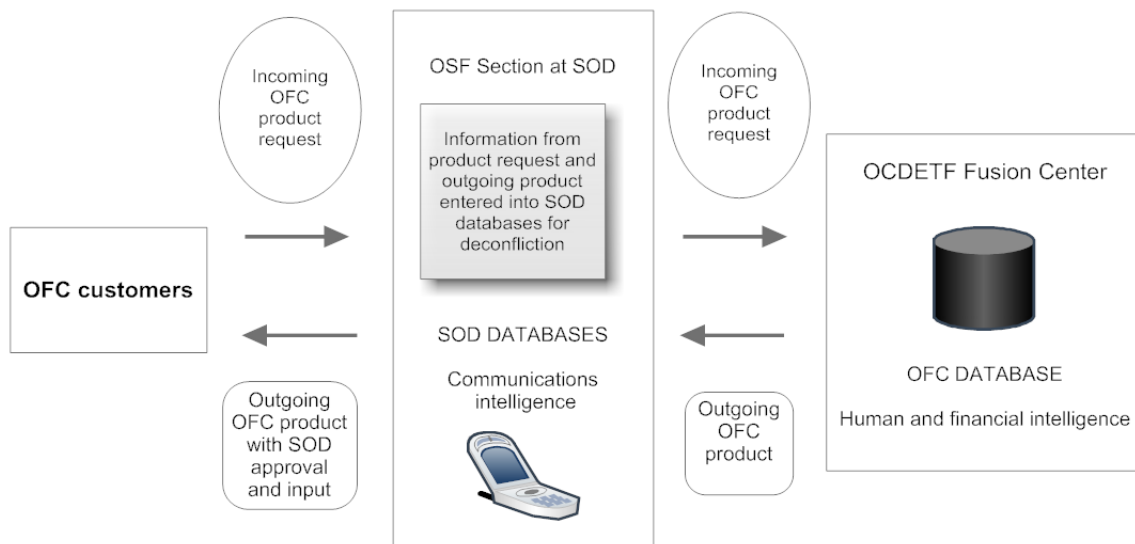 Incoming
OFC
product
request
OSF Section at SOD
Information from
product request and
outgoing product
entered into SOD
databases for
deconfliction
Incoming
OFC
product
request
OCDETF Fusion Center
OFC customers
SOD DATABASES
Communications
intelligence
OFC DATABASE
Human and financial intelligence
Outgoing
OFC product
with SOD
approval
and input
Outgoing
OFC
product